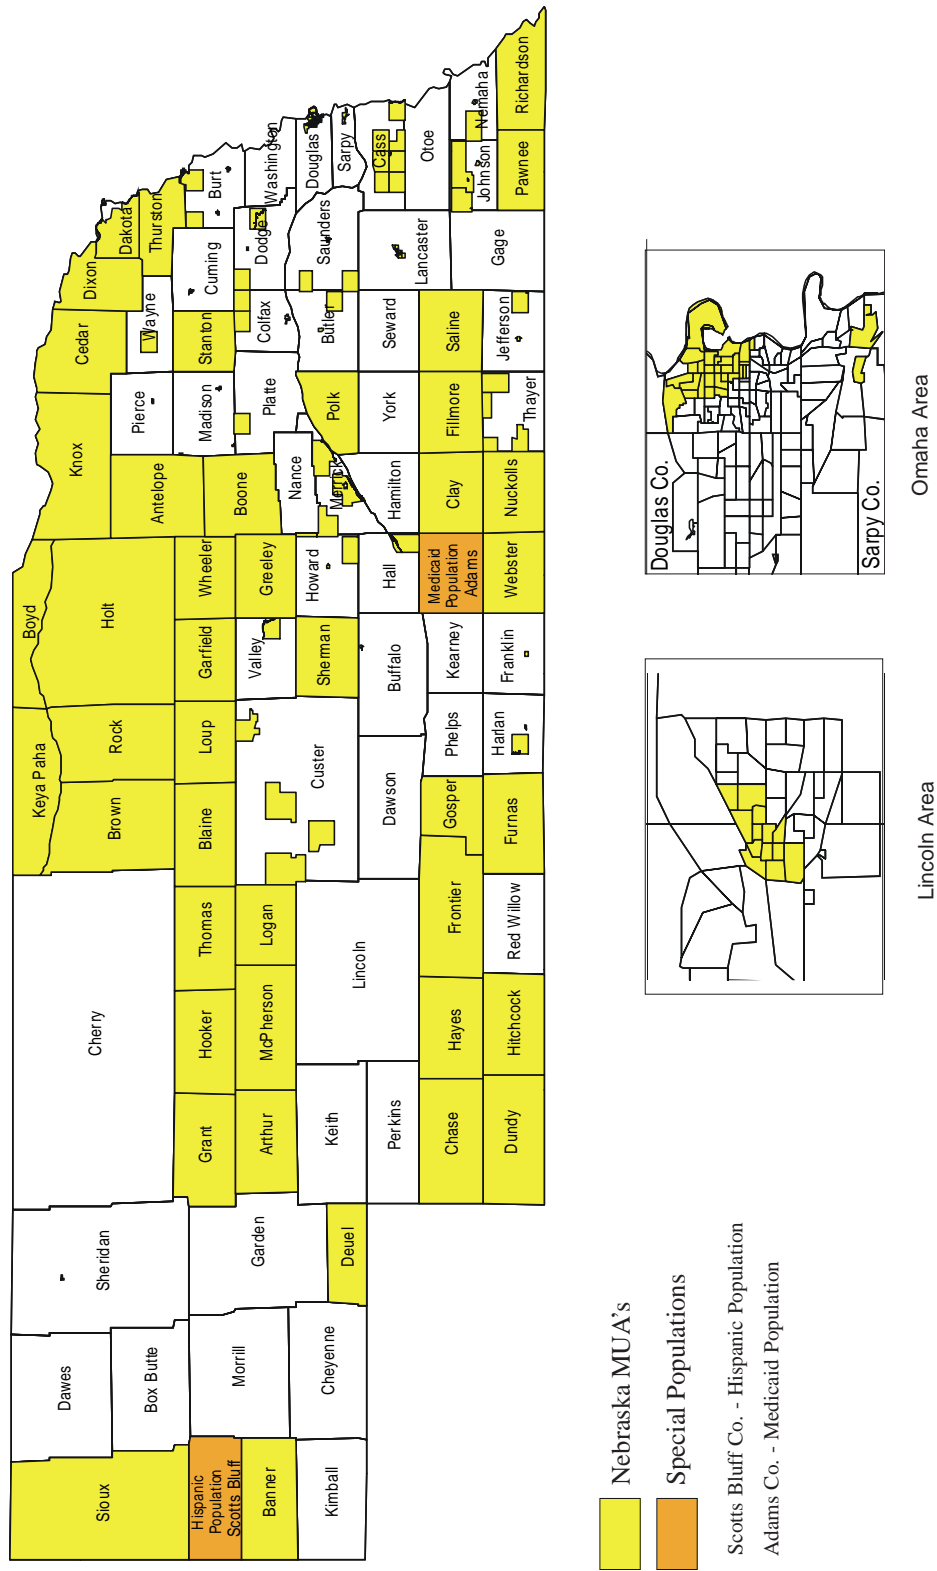 Sioux
Dawes
Box Butte
Sheridan
Hispanic
Population
Scotts Bluff
Banner
Kimball
Morrill
Cheyenne
Garden
Deuel
Cherry
Grant
Hooker
Thomas
Arthur
McPherson
Logan
Keith
Perkins
Lincoln
Chase
Hayes
Frontier
Gosper
Dundy
Hitchcock
Red Willow
Furnas
Keya Paha
Brown
Rock
Boyd
Holt
Blaine
Loup
Garfield
Wheeler
Custer
Valley
Greeley
Sherman
Howard
Dawson
Buffalo
Hall
Phelps
Kearney
Medicaid
Population
Adams
Harlan
Franklin
Webster
Knox
Antelope
Boone
Nance
Merrick
Hamilton
Clay
Nuckolls
Cedar
Pierce
Wayne
Madison
Stanton
Platte
Colfax
Polk
Butler
York
Seward
Fillmore
Saline
Thayer
Jefferson
Dixon
Dakota
Thurston
Cuming
Burt
Dodge
Washington
Saunders
Douglas
Sarpy
Lancaster
Cass
Otoe
Gage
Johnson
Nemaha
Pawnee
Richardson
Nebraska MUA's
Special Populations
Scotts Bluff Co. - Hispanic Population
Adams Co. - Medicaid Population
Lincoln Area
Douglas Co.
Sarpy Co.
Omaha Area